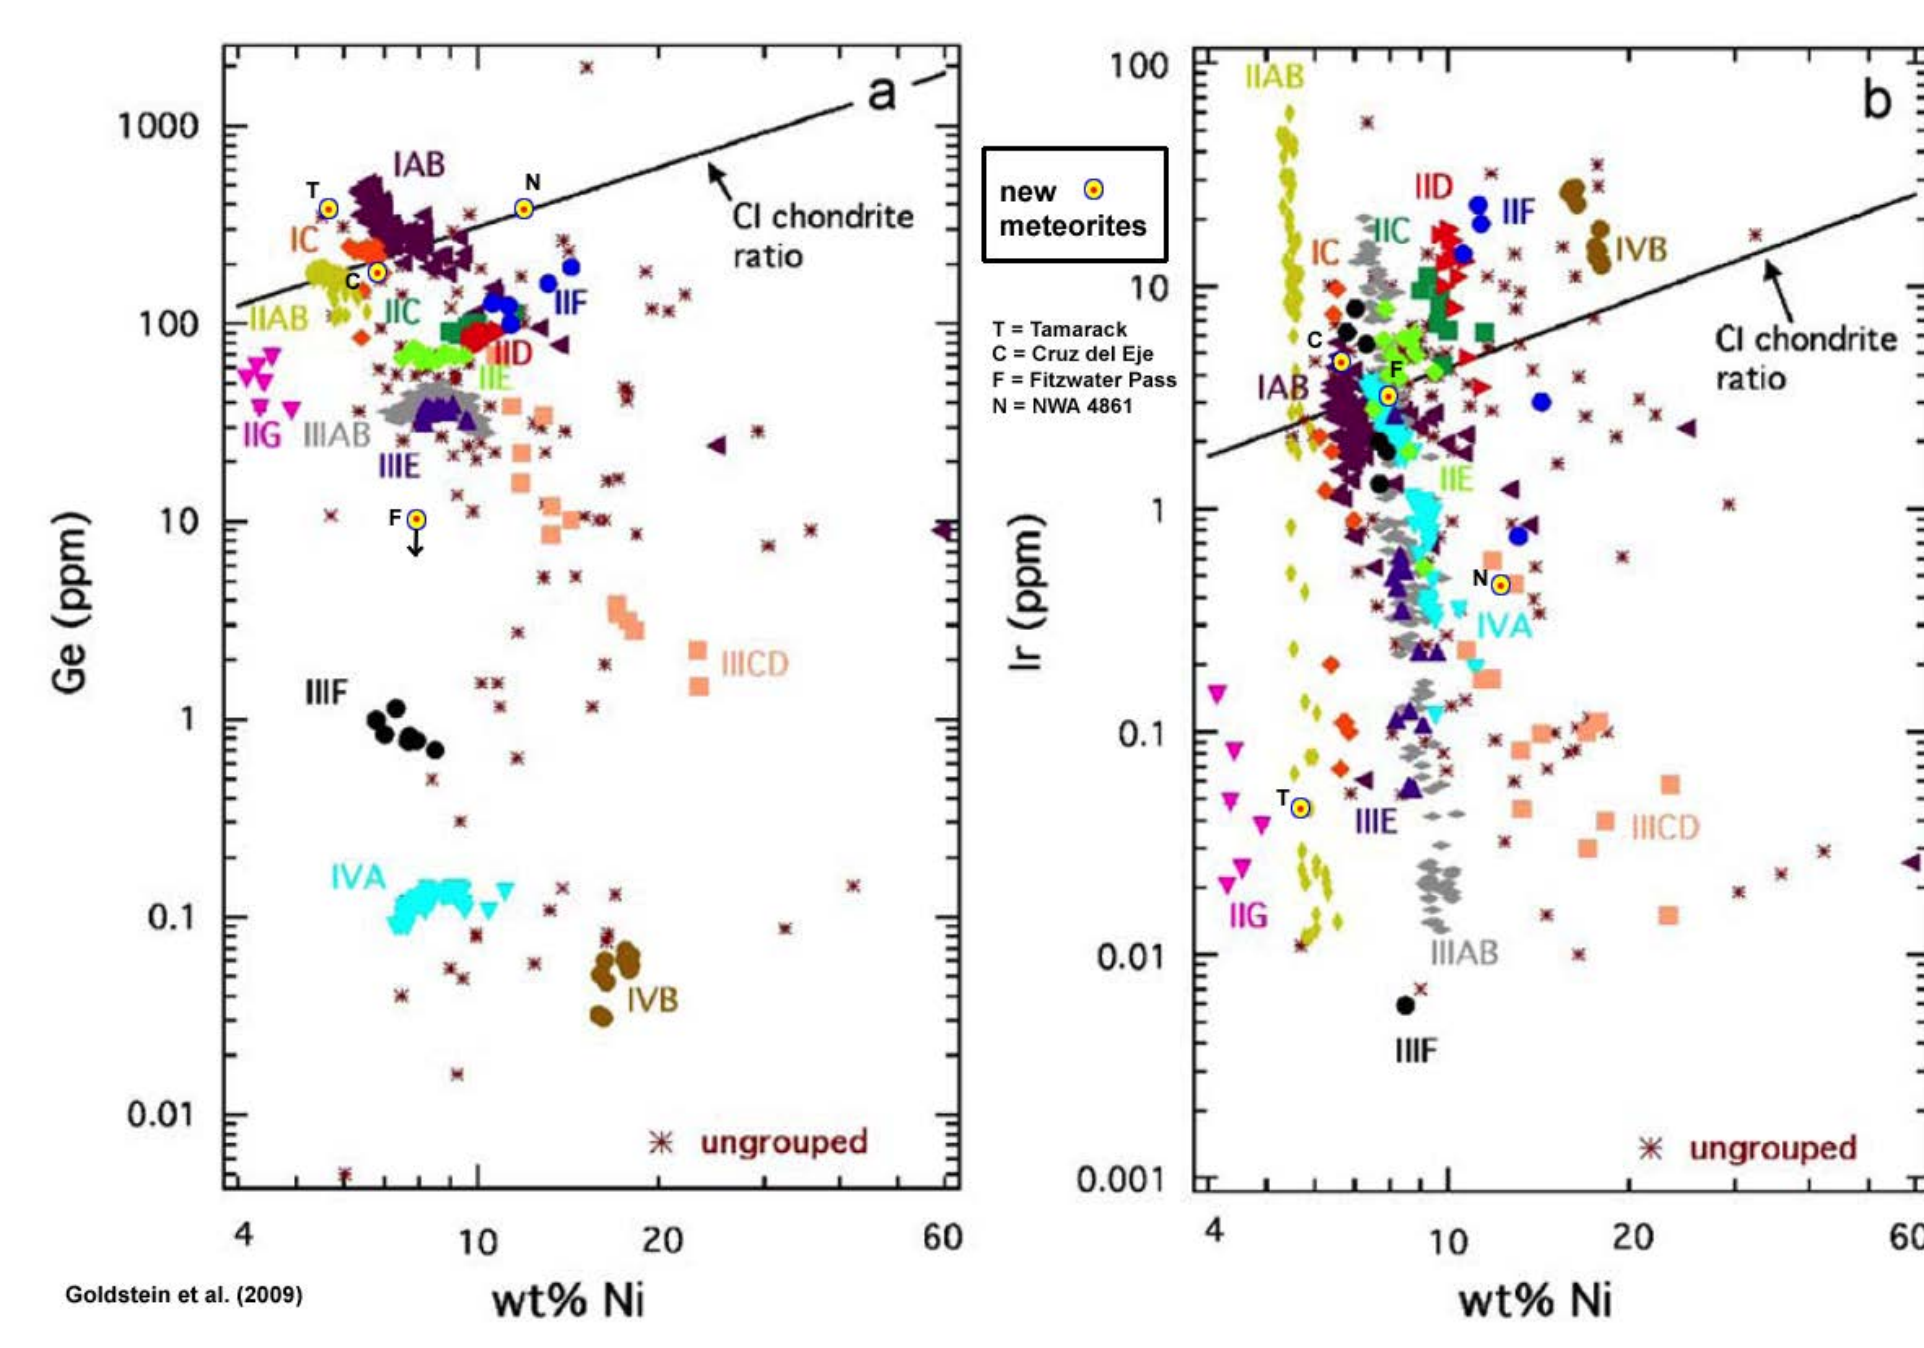 a
1000
100
10
1
0.1
0.01
Ge (ppm)
IAB
T
N
IC
C
IIAB
IIC
IIF
IID
IIE
CI chondrite
ratio
IIG
IIIAB
IIIE
F
IIICD
IIIF
IVA
IVB
ungrouped
4
10
20
60
wt% Ni
Goldstein et al. (2009)
new
meteorites
T = Tamarack
C = Cruz del Eje
F = Fitzwater Pass
N = NWA 4861
b
100
10
1
0.1
0.01
0.001
Ir (ppm)
IIAB
IID
IIF
IIC
IC
IVB
C
F
IAB
CI chondrite
ratio
IIE
N
IVA
T
IIIE
IIICD
IIG
IIIAB
IIIF
ungrouped
4
10
20
60
wt% Ni